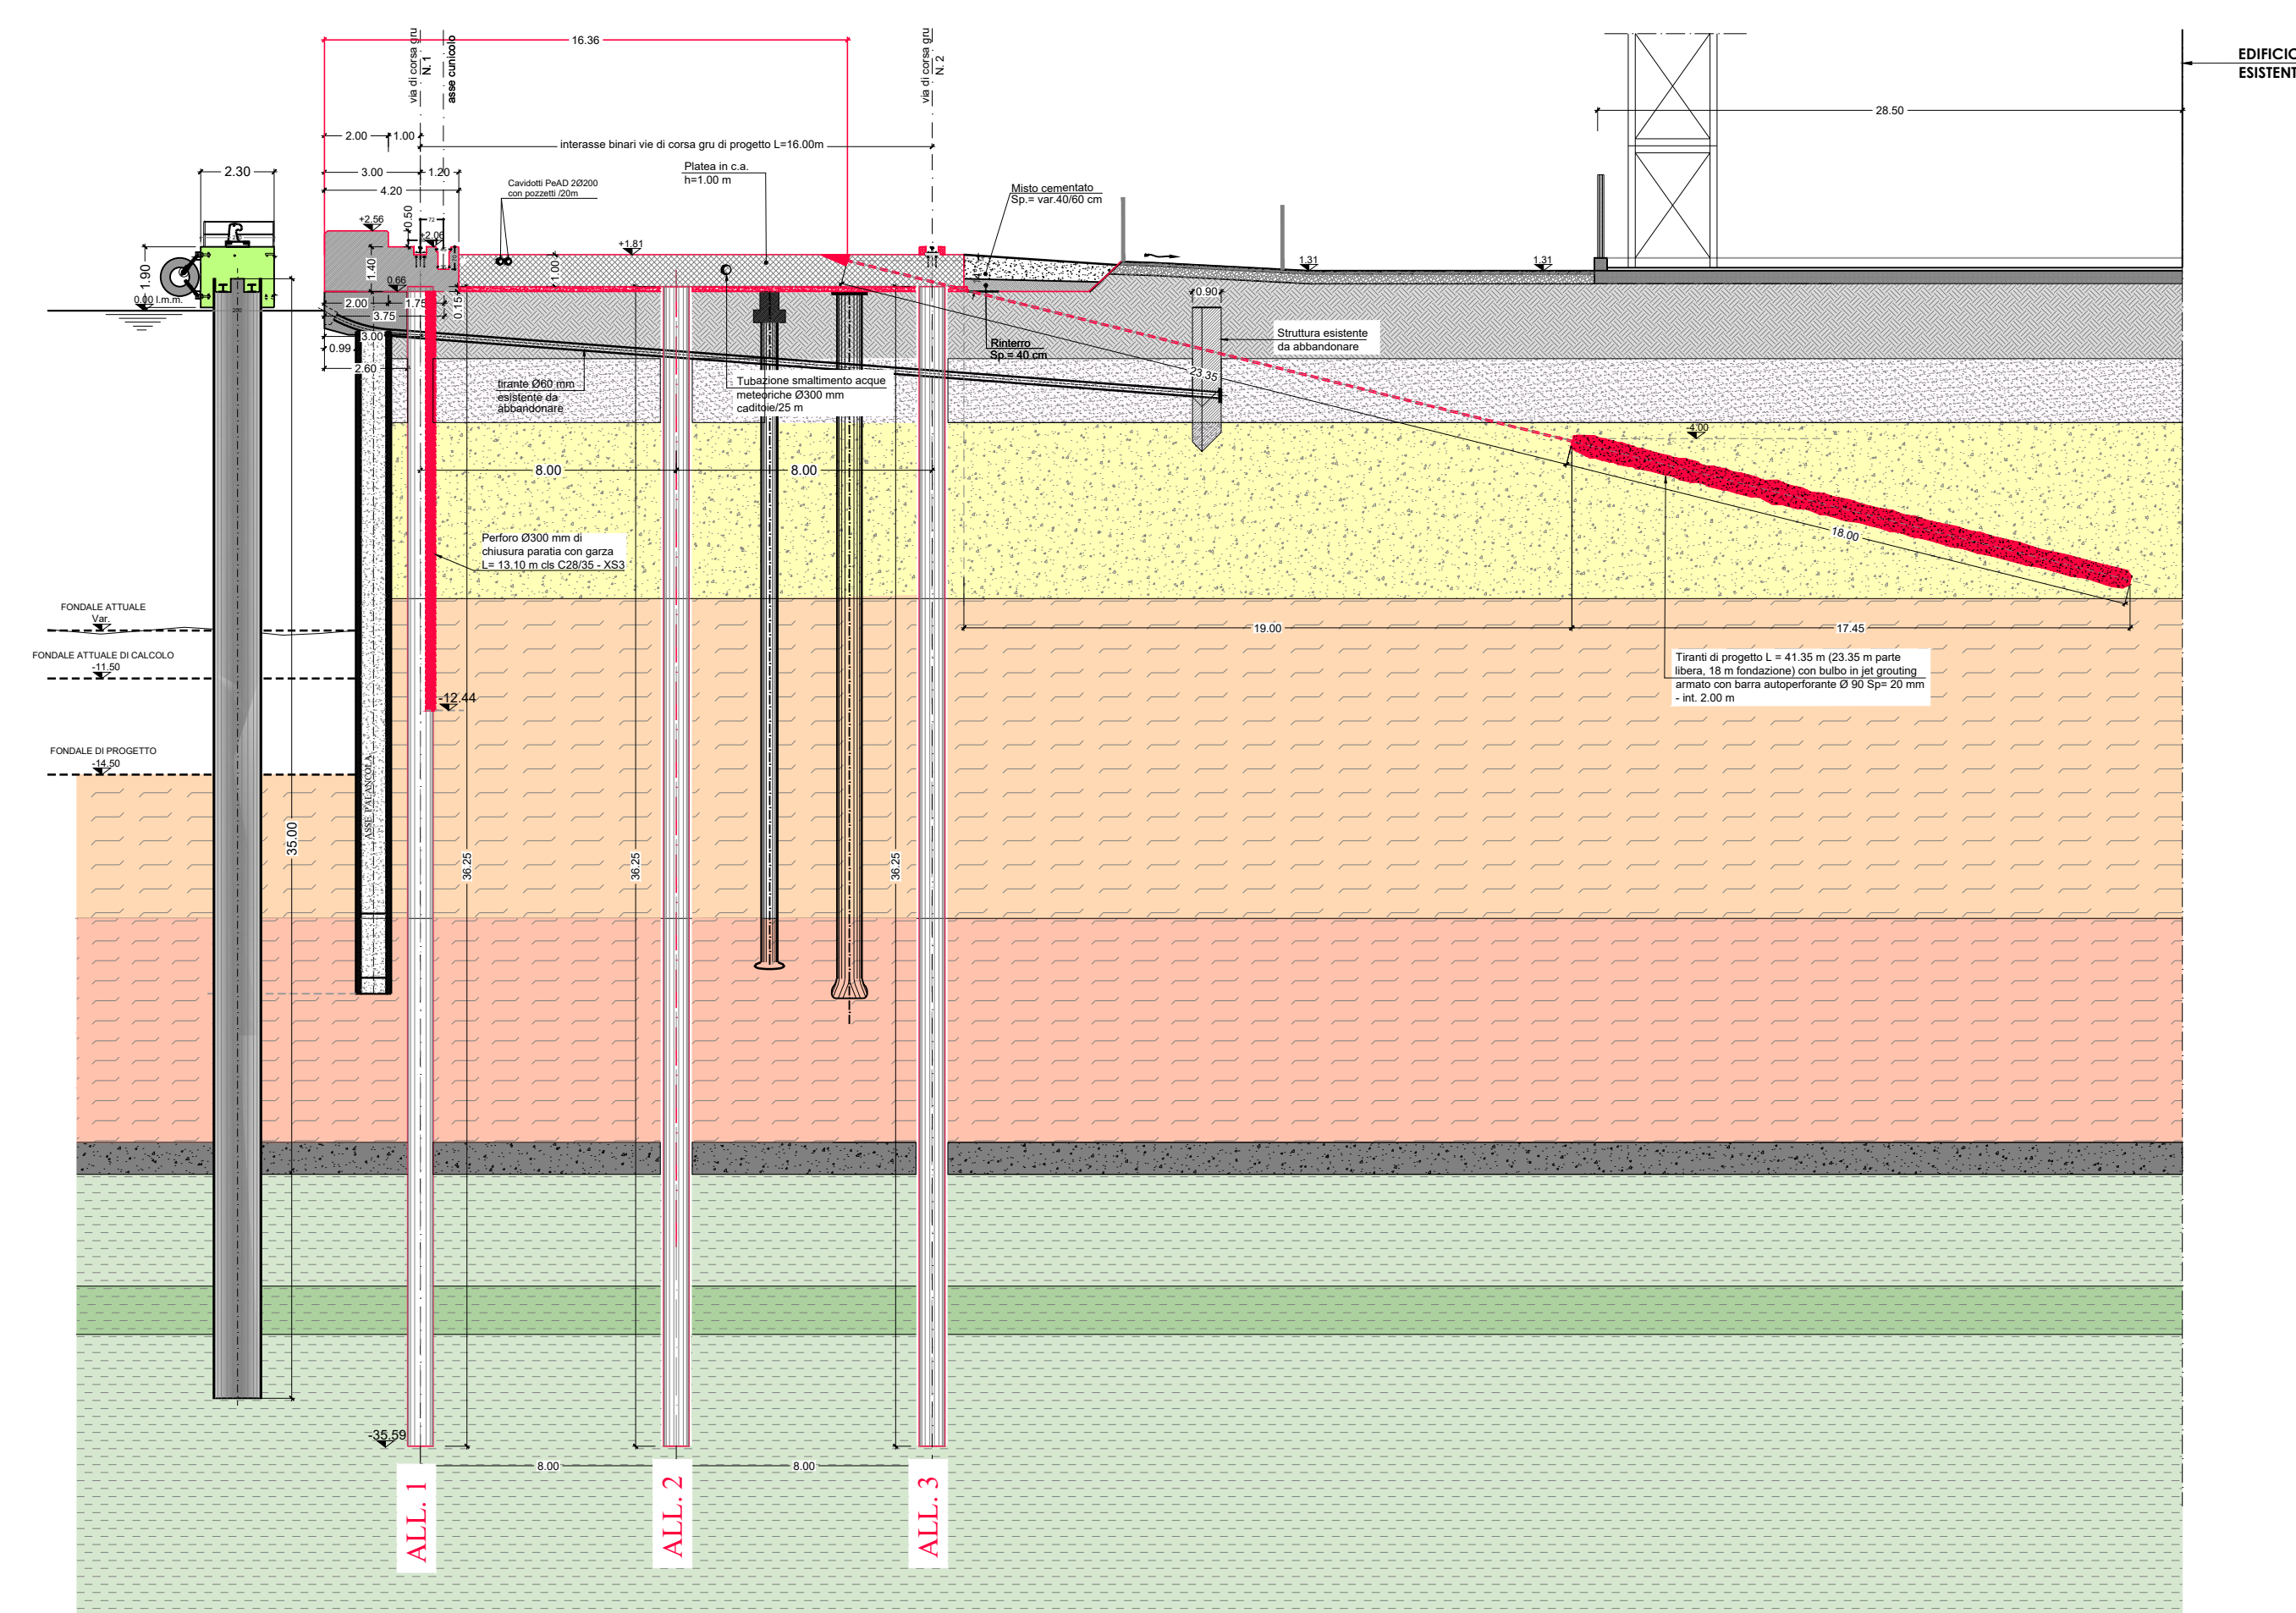 EDIFICIO
ESISTENT
16.36
via di corsa gru
N. 1
asse cunicolo
via di corsa gru
N. 2
28.50
2.00
1.00
interasse binari vie di corsa gru di progetto L=16.00m
2.30
3.00
1.20
4.20
Cavidotti PeAD 2Ø200
con pozzetti /20m
Platea in c.a.
h=1.00 m
Misto cementato
Sp.= var.40/60 cm
+2.56
0.50
72
+2.06
+1.81
1.90
1.40
1.00
1.31
1.31
0.66
0.00 l.m.m.
2.00
1.75
0.15
3.75
0.90
3.00
0.99
2.60
Rinterro
Sp.= 40 cm
Struttura esistente
da abbandonare
23.35
tirante Ø60 mm
esistente da
abbandonare
Tubazione smaltimento acque
meteoriche Ø300 mm
caditoie/25 m
-4.00
8.00
8.00
Perforo Ø300 mm di
chiusura paratia con garza
L= 13.10 m cls C28/35 - XS3
18.00
FONDALE ATTUALE
Var.
19.00
17.45
FONDALE ATTUALE DI CALCOLO
-11.50
Tiranti di progetto L = 41.35 m (23.35 m parte
libera, 18 m fondazione) con bulbo in jet grouting
armato con barra autoperforante Ø 90 Sp= 20 mm
- int. 2.00 m
-12.44
FONDALE DI PROGETTO
-14.50
ASSE PALANCOLA
35.00
36.25
36.25
36.25
-35.59
8.00
8.00
ALL. 1
ALL. 2
ALL. 3